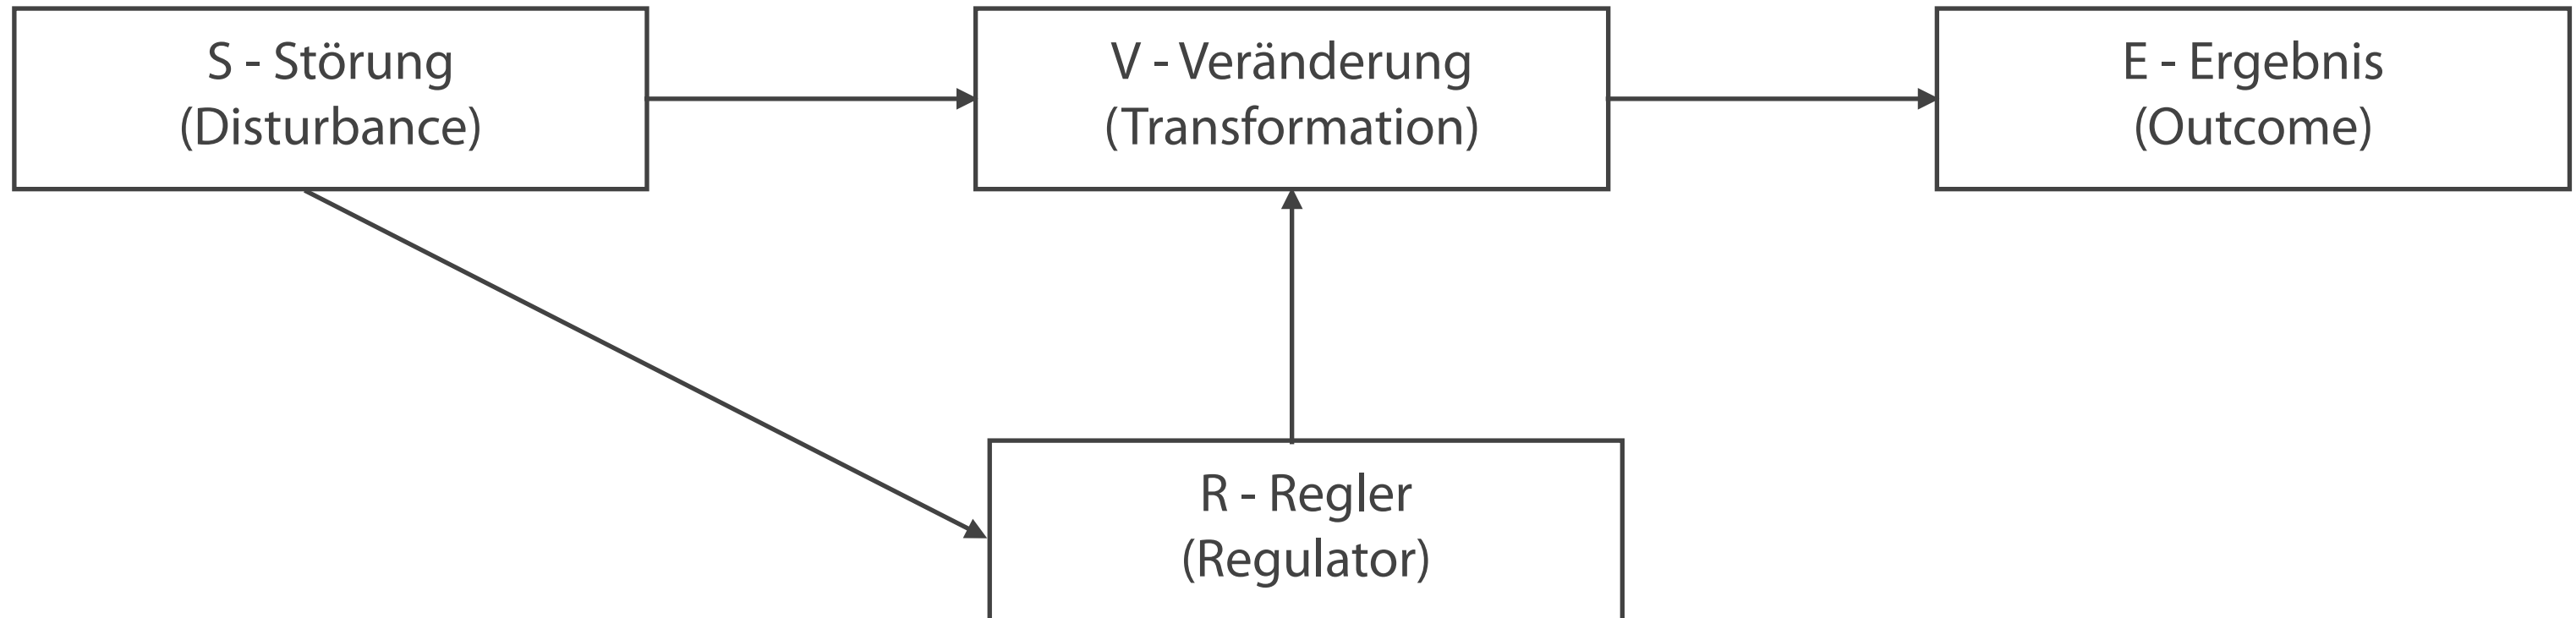 S - Störung
(Disturbance)
V - Veränderung
(Transformation)
E - Ergebnis
(Outcome)
R - Regler
(Regulator)